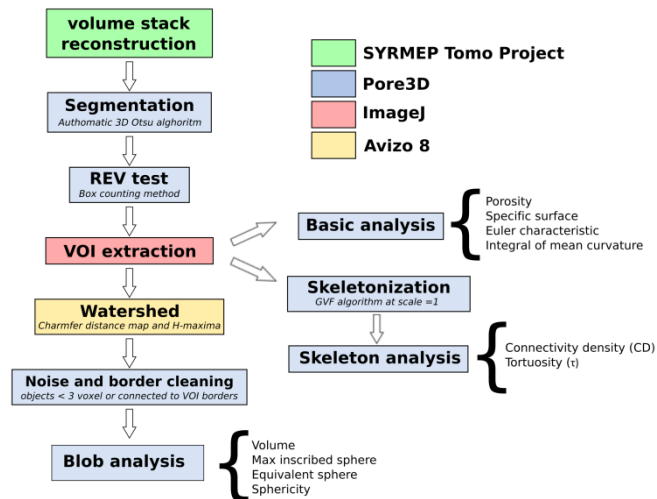 volume stack
reconstruction
Segmentation
Authomatic 3D Otsu alghoritm
REV test
Box counting method
VOI extraction
Watershed
Charmfer distance map and H-maxima
Noise and border cleaning
objects < 3 voxel or connected to VOI borders
Blob analysis
Volume
Max inscribed sphere
Equivalent sphere
Sphericity
SYRMEP Tomo Project
Pore3D
ImageJ
Avizo 8
Basic analysis
Porosity
Specific surface
Euler characteristic
Integral of mean curvature
Skeletonization
GVF algorithm at scale =1
Skeleton analysis
Connectivity density (CD)
Tortuosity (τ)